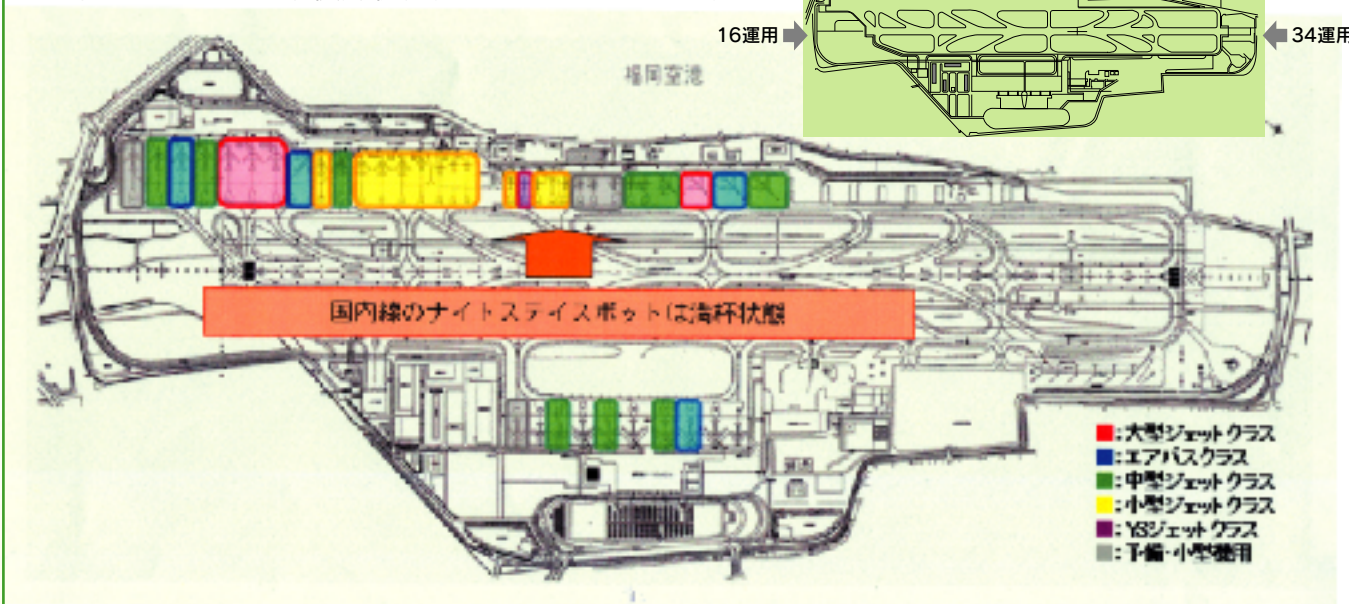 16運用
34運用
福岡空港
国内線のナイトステイスポットは満杯状態
:大型ジェットクラス
:エアバスクラス
:中型ジェットクラス
:小型ジェットクラス
:YSジェットクラス
:予備・小型機用